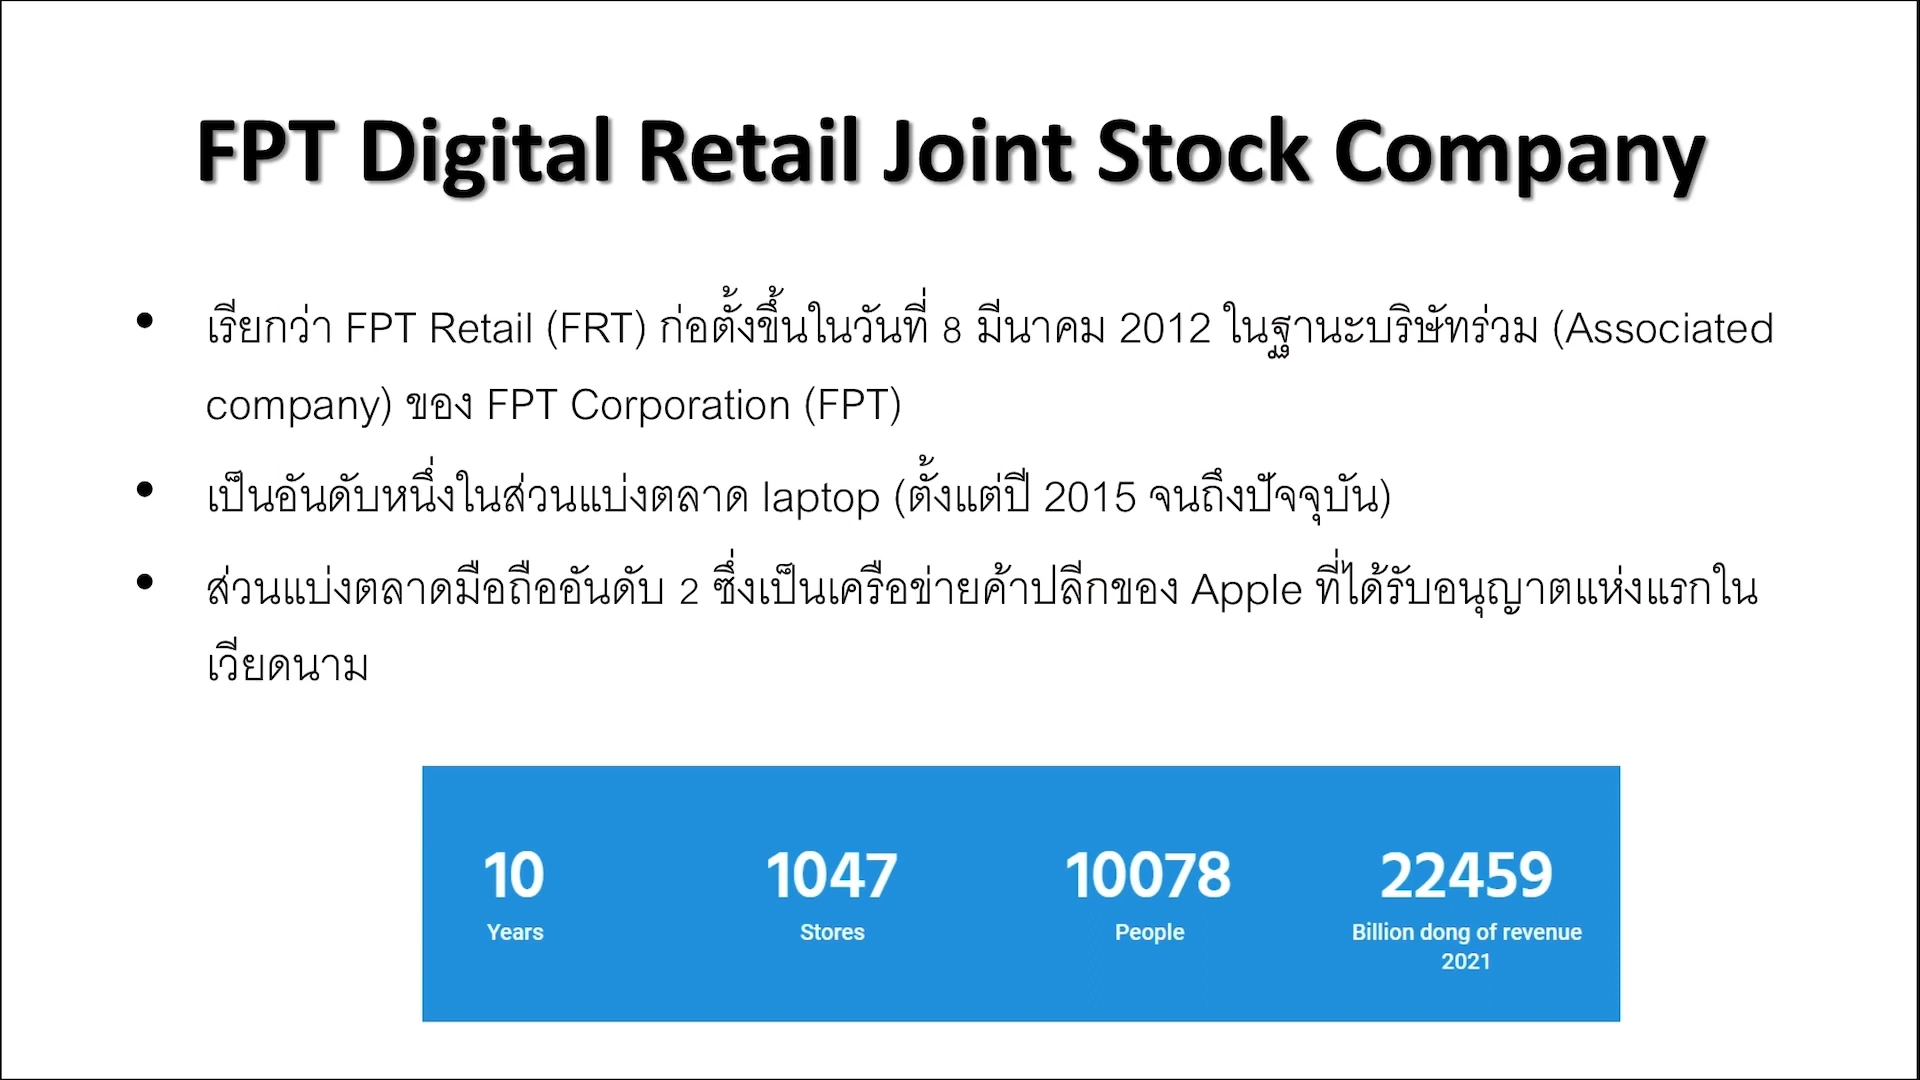 FPT Digital Retail Joint Stock Company
• เรียกว่า FPT Retail (FRT) ก่อตั้งขึ้นในวันที่ 8 มีนาคม 2012 ในฐานะบริษัทร่วม (Associated
company) ของ FPT Corporation (FPT)
• เป็นอันดับหนึ่งในส่วนแบ่งตลาด laptop (ตั้งแต่ปี 2015 จนถึงปัจจุบัน)
• ส่วนแบ่งตลาดมือถืออันดับ 2 ซึ่งเป็นเครือข่ายค้าปลีกของ Apple ที่ได้รับอนุญาตแห่งแรกใน
เวียดนาม
10
Years
1047
Stores
10078
People
22459
Billion dong of revenue
2021